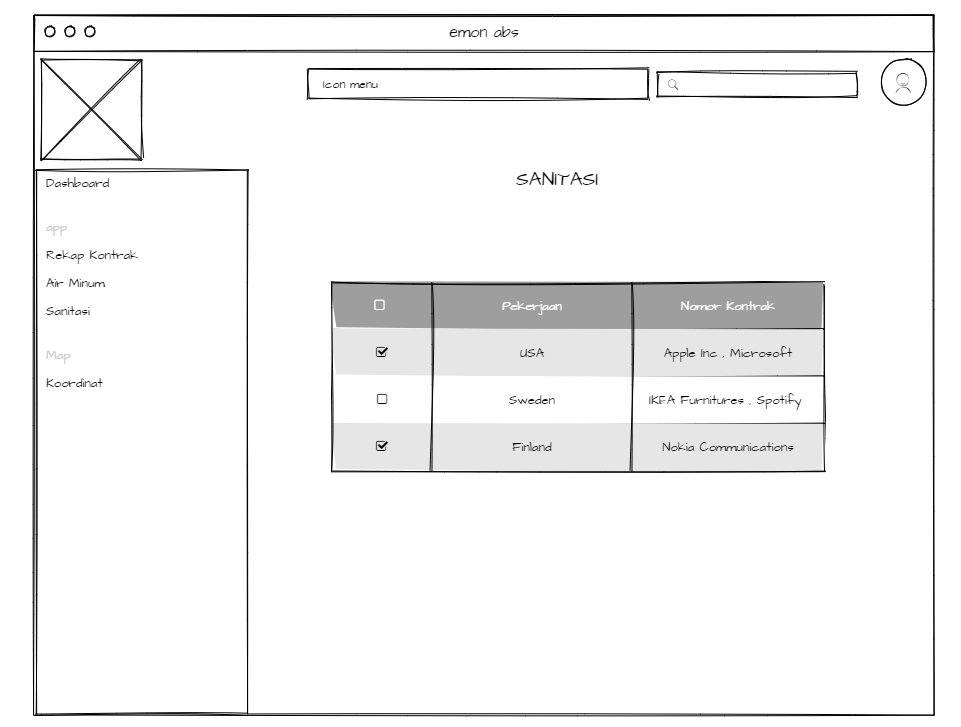 emon abs
Icon menu
Dashboard
SANITASI
app
Rekap Kontrak
Air Minum
Sanitasi
Map
Koordinat
Pekerjaan Nomor Kontrak
USA Apple Inc , Microsoft
Sweden IKEA Furnitures , Spotify
Finland Nokia Communications